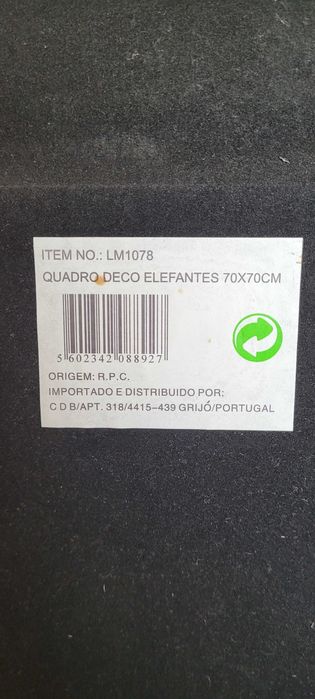 ITEM NO.: LM1078
QUADRO DECO ELEFANTES 70X70CM
5 602342 088927
ORIGEM: R.P.C.
IMPORTADO E DISTRIBUIDO POR:
C D B/APT. 318/4415-439 GRIJÓ/PORTUGAL